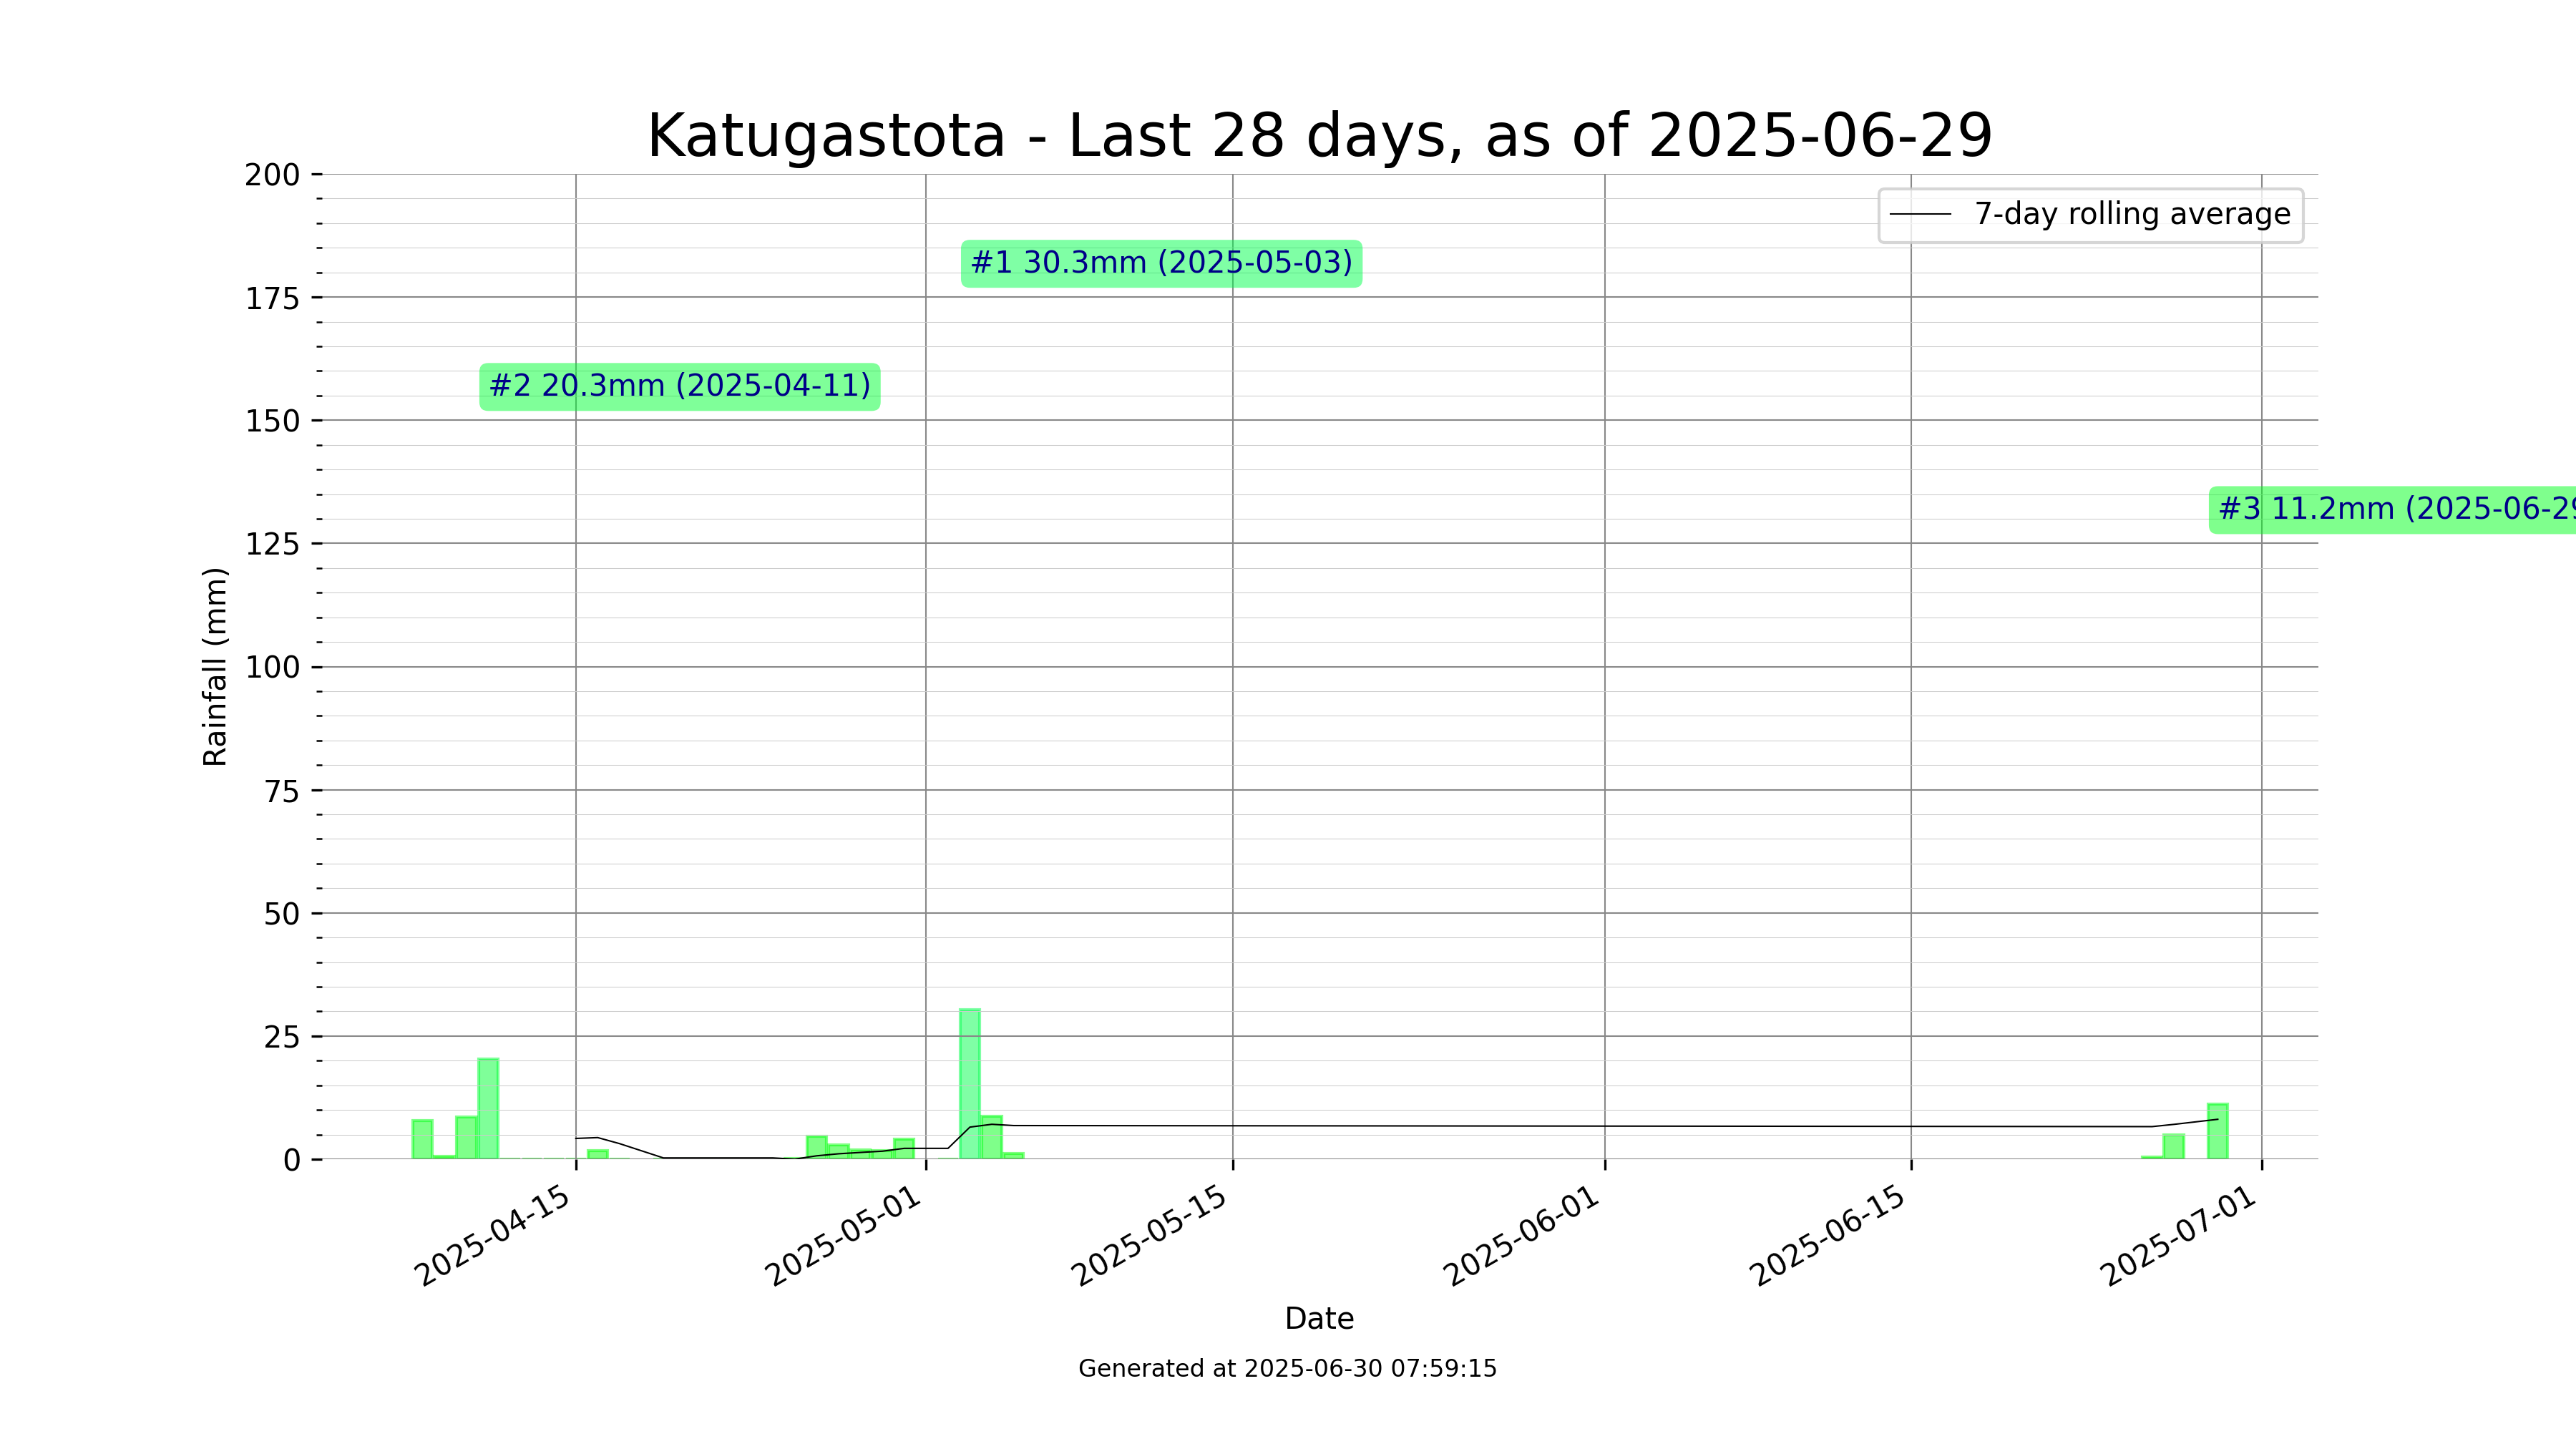 Katugastota - Last 28 days, as of 2025-06-29
7-day rolling average
#1 30.3mm (2025-05-03)
#2 20.3mm (2025-04-11)
#3 11.2mm (2025-06-29
Rainfall (mm)
200
175
150
125
100
75
50
25
0
2025-04-15
2025-05-01
2025-05-15
2025-06-01
2025-06-15
2025-07-01
Date
Generated at 2025-06-30 07:59:15